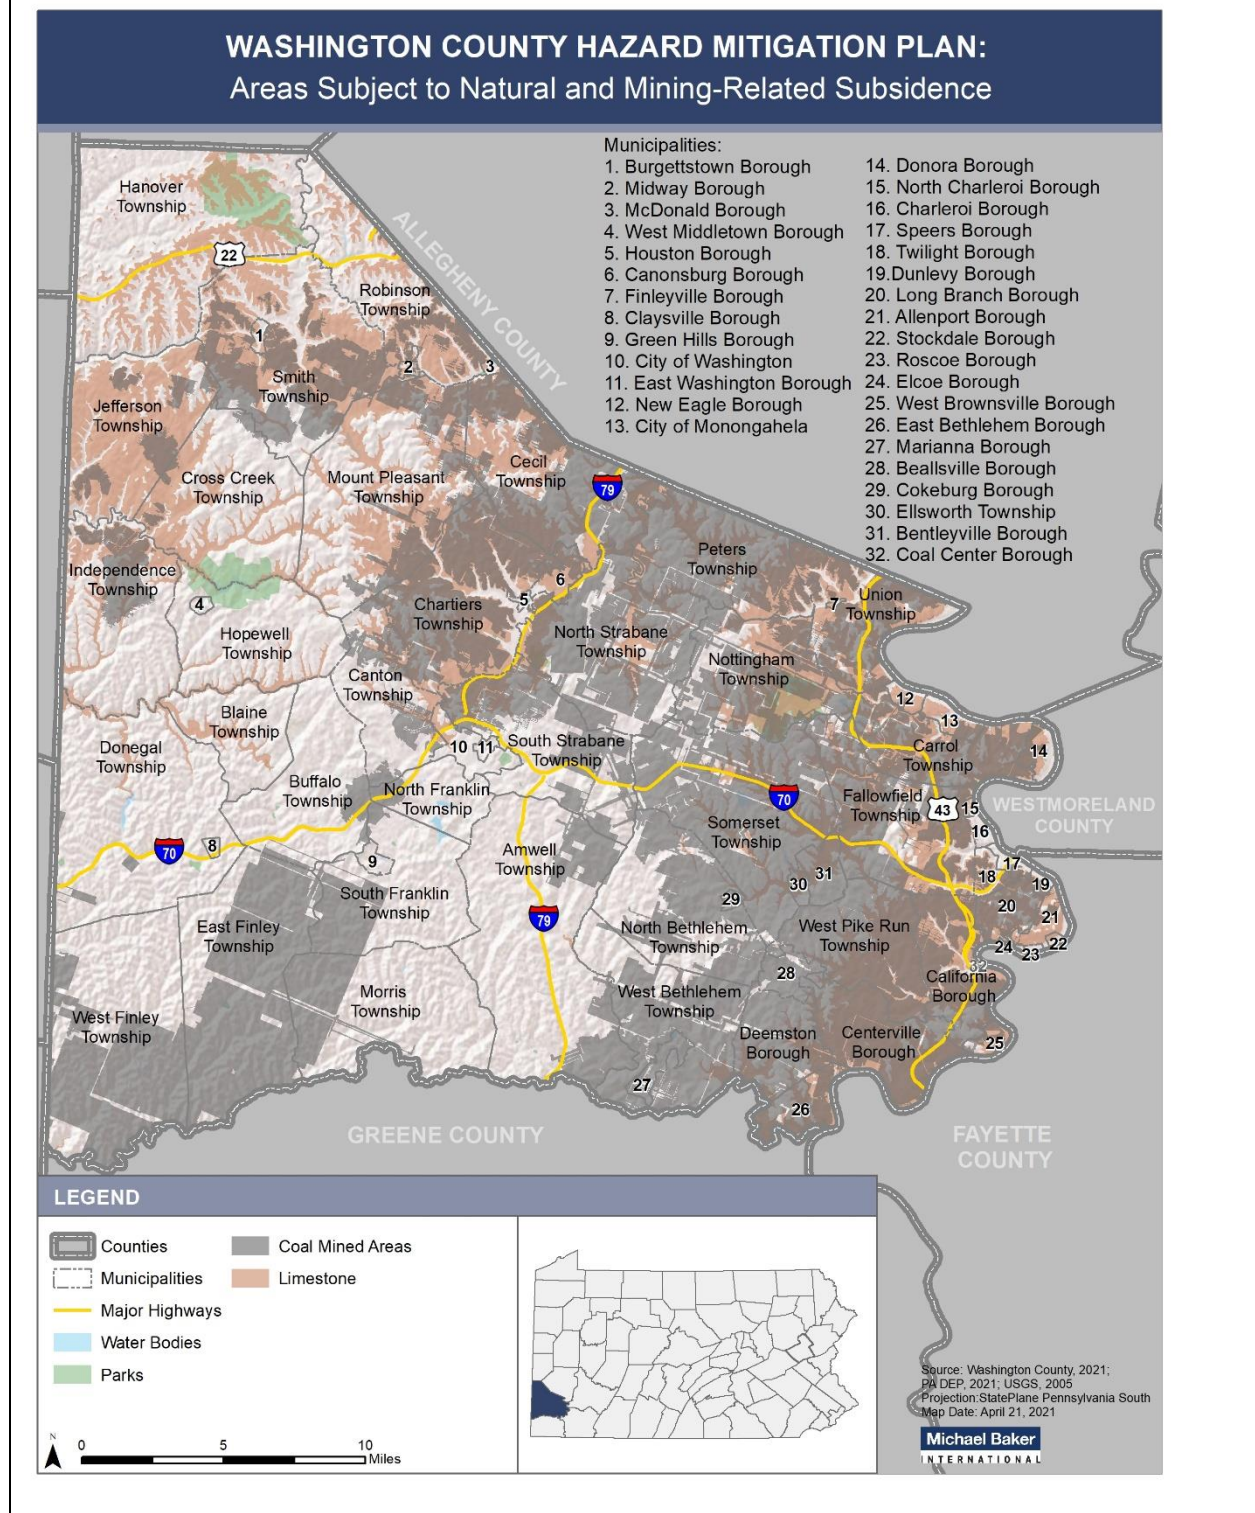 WASHINGTON COUNTY HAZARD MITIGATION PLAN:
Areas Subject to Natural and Mining-Related Subsidence
Municipalities:
1. Burgettstown Borough
2. Midway Borough
3. McDonald Borough
4. West Middletown Borough
5. Houston Borough
6. Canonsburg Borough
7. Finleyville Borough
8. Claysville Borough
9. Green Hills Borough
10. City of Washington
11. East Washington Borough
12. New Eagle Borough
13. City of Monongahela
14. Donora Borough
15. North Charleroi Borough
16. Charleroi Borough
17. Speers Borough
18. Twilight Borough
19.Dunlevy Borough
20. Long Branch Borough
21. Allenport Borough
22. Stockdale Borough
23. Roscoe Borough
24. Elcoe Borough
25. West Brownsville Borough
26. East Bethlehem Borough
27. Marianna Borough
28. Beallsville Borough
29. Cokeburg Borough
30. Ellsworth Township
31. Bentleyville Borough
32. Coal Center Borough
Hanover
Township
ALLEGHENY COUNTY
22
Robinson
Township
1
2
3
Smith
Township
Jefferson
Township
Cecil
Township
Cross Creek
Township
Mount Pleasant
Township
79
Peters
Township
Independence
Township
6
5
4
7
Union
Township
Chartiers
Township
North Strabane
Township
Hopewell
Township
Nottingham
Township
Canton
Township
12
13
Blaine
Township
Donegal
Township
10
11
South Strabane
Township
Carrol
Township
14
Buffalo
Township
North Franklin
Township
70
Fallowfield
Township
43
15
WESTMORELAND
COUNTY
Somerset
Township
16
70
8
9
Amwell
Township
17
18
19
31
30
29
20
21
South Franklin
Township
79
East Finley
Township
North Bethlehem
Township
West Pike Run
Township
24
23
22
32
28
California
Borough
Morris
Township
West Bethlehem
Township
West Finley
Township
Deemston
Borough
Centerville
Borough
25
27
26
GREENE COUNTY
FAYETTE
COUNTY
LEGEND
Counties
Municipalities
Major Highways
Water Bodies
Parks
Coal Mined Areas
Limestone
N
0 5 10
Miles
Source: Washington County, 2021;
PA DEP, 2021; USGS, 2005
Projection:StatePlane Pennsylvania South
Map Date: April 21, 2021
Michael Baker
INTERNATIONAL